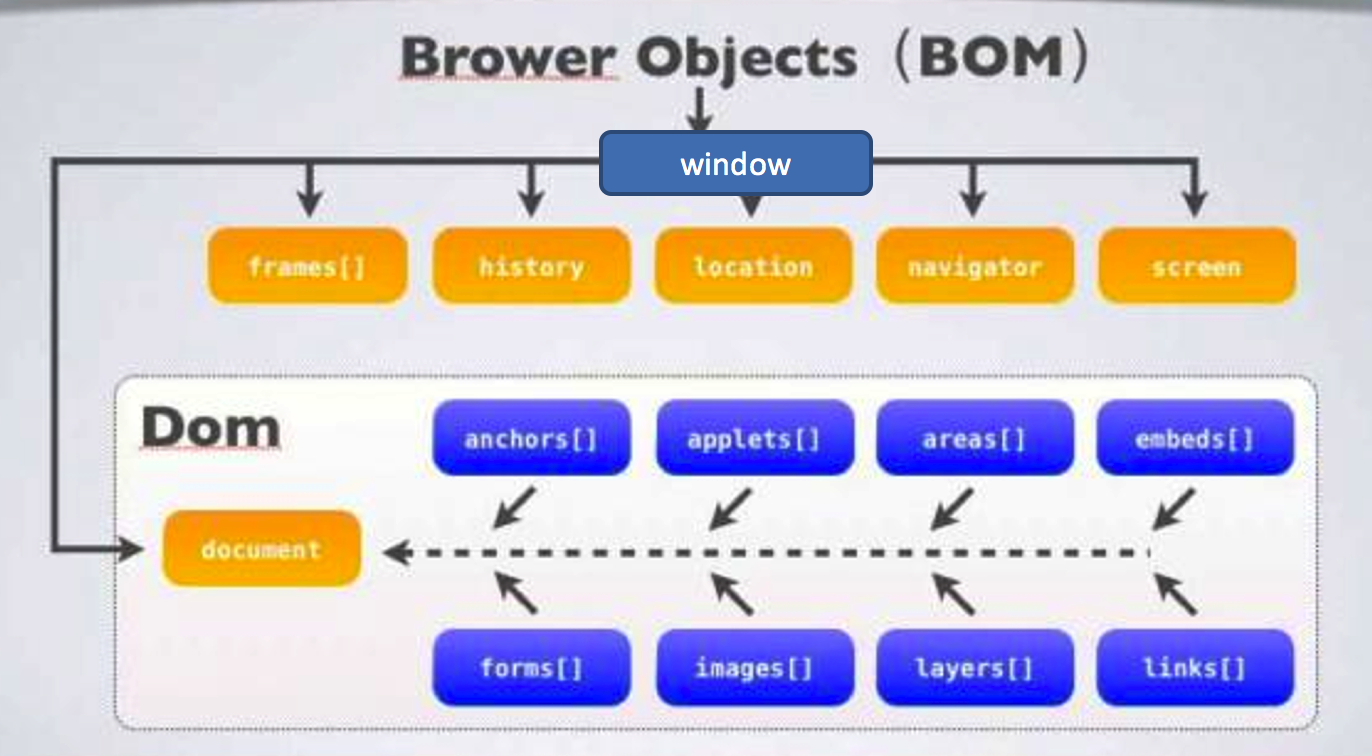 Brower Objects（BOM）
window
frames[] history location navigator screen
Dom
anchors[] applets[] areas[] embeds[]
document
forms[] images[] layers[] links[]